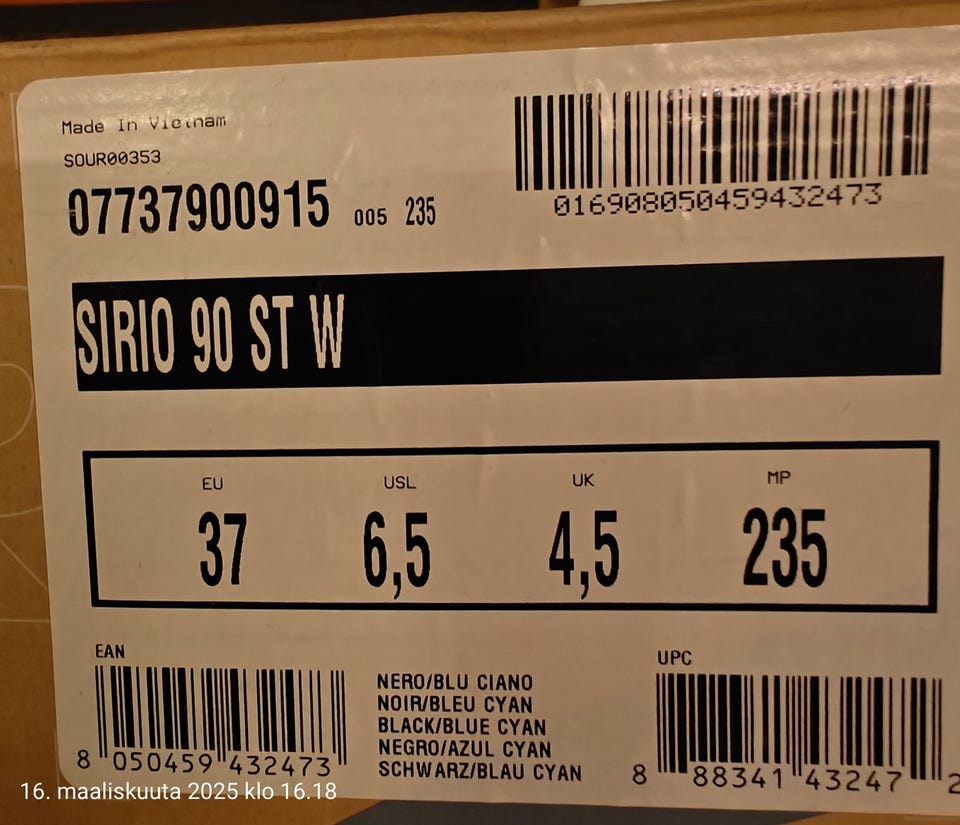 Made In Vietnam
SOUR00353
07737900915 005 235
016908050459432473
SIRIO 90 ST W
EU USL UK MP
37 6,5 4,5 235
EAN
8 050459 432473
NERO/BLU CIANO
NOIR/BLEU CYAN
BLACK/BLUE CYAN
NEGRO/AZUL CYAN
SCHWARZ/BLAU CYAN
UPC
8 88341 43247 2
16. maaliskuuta 2025 klo 16.18